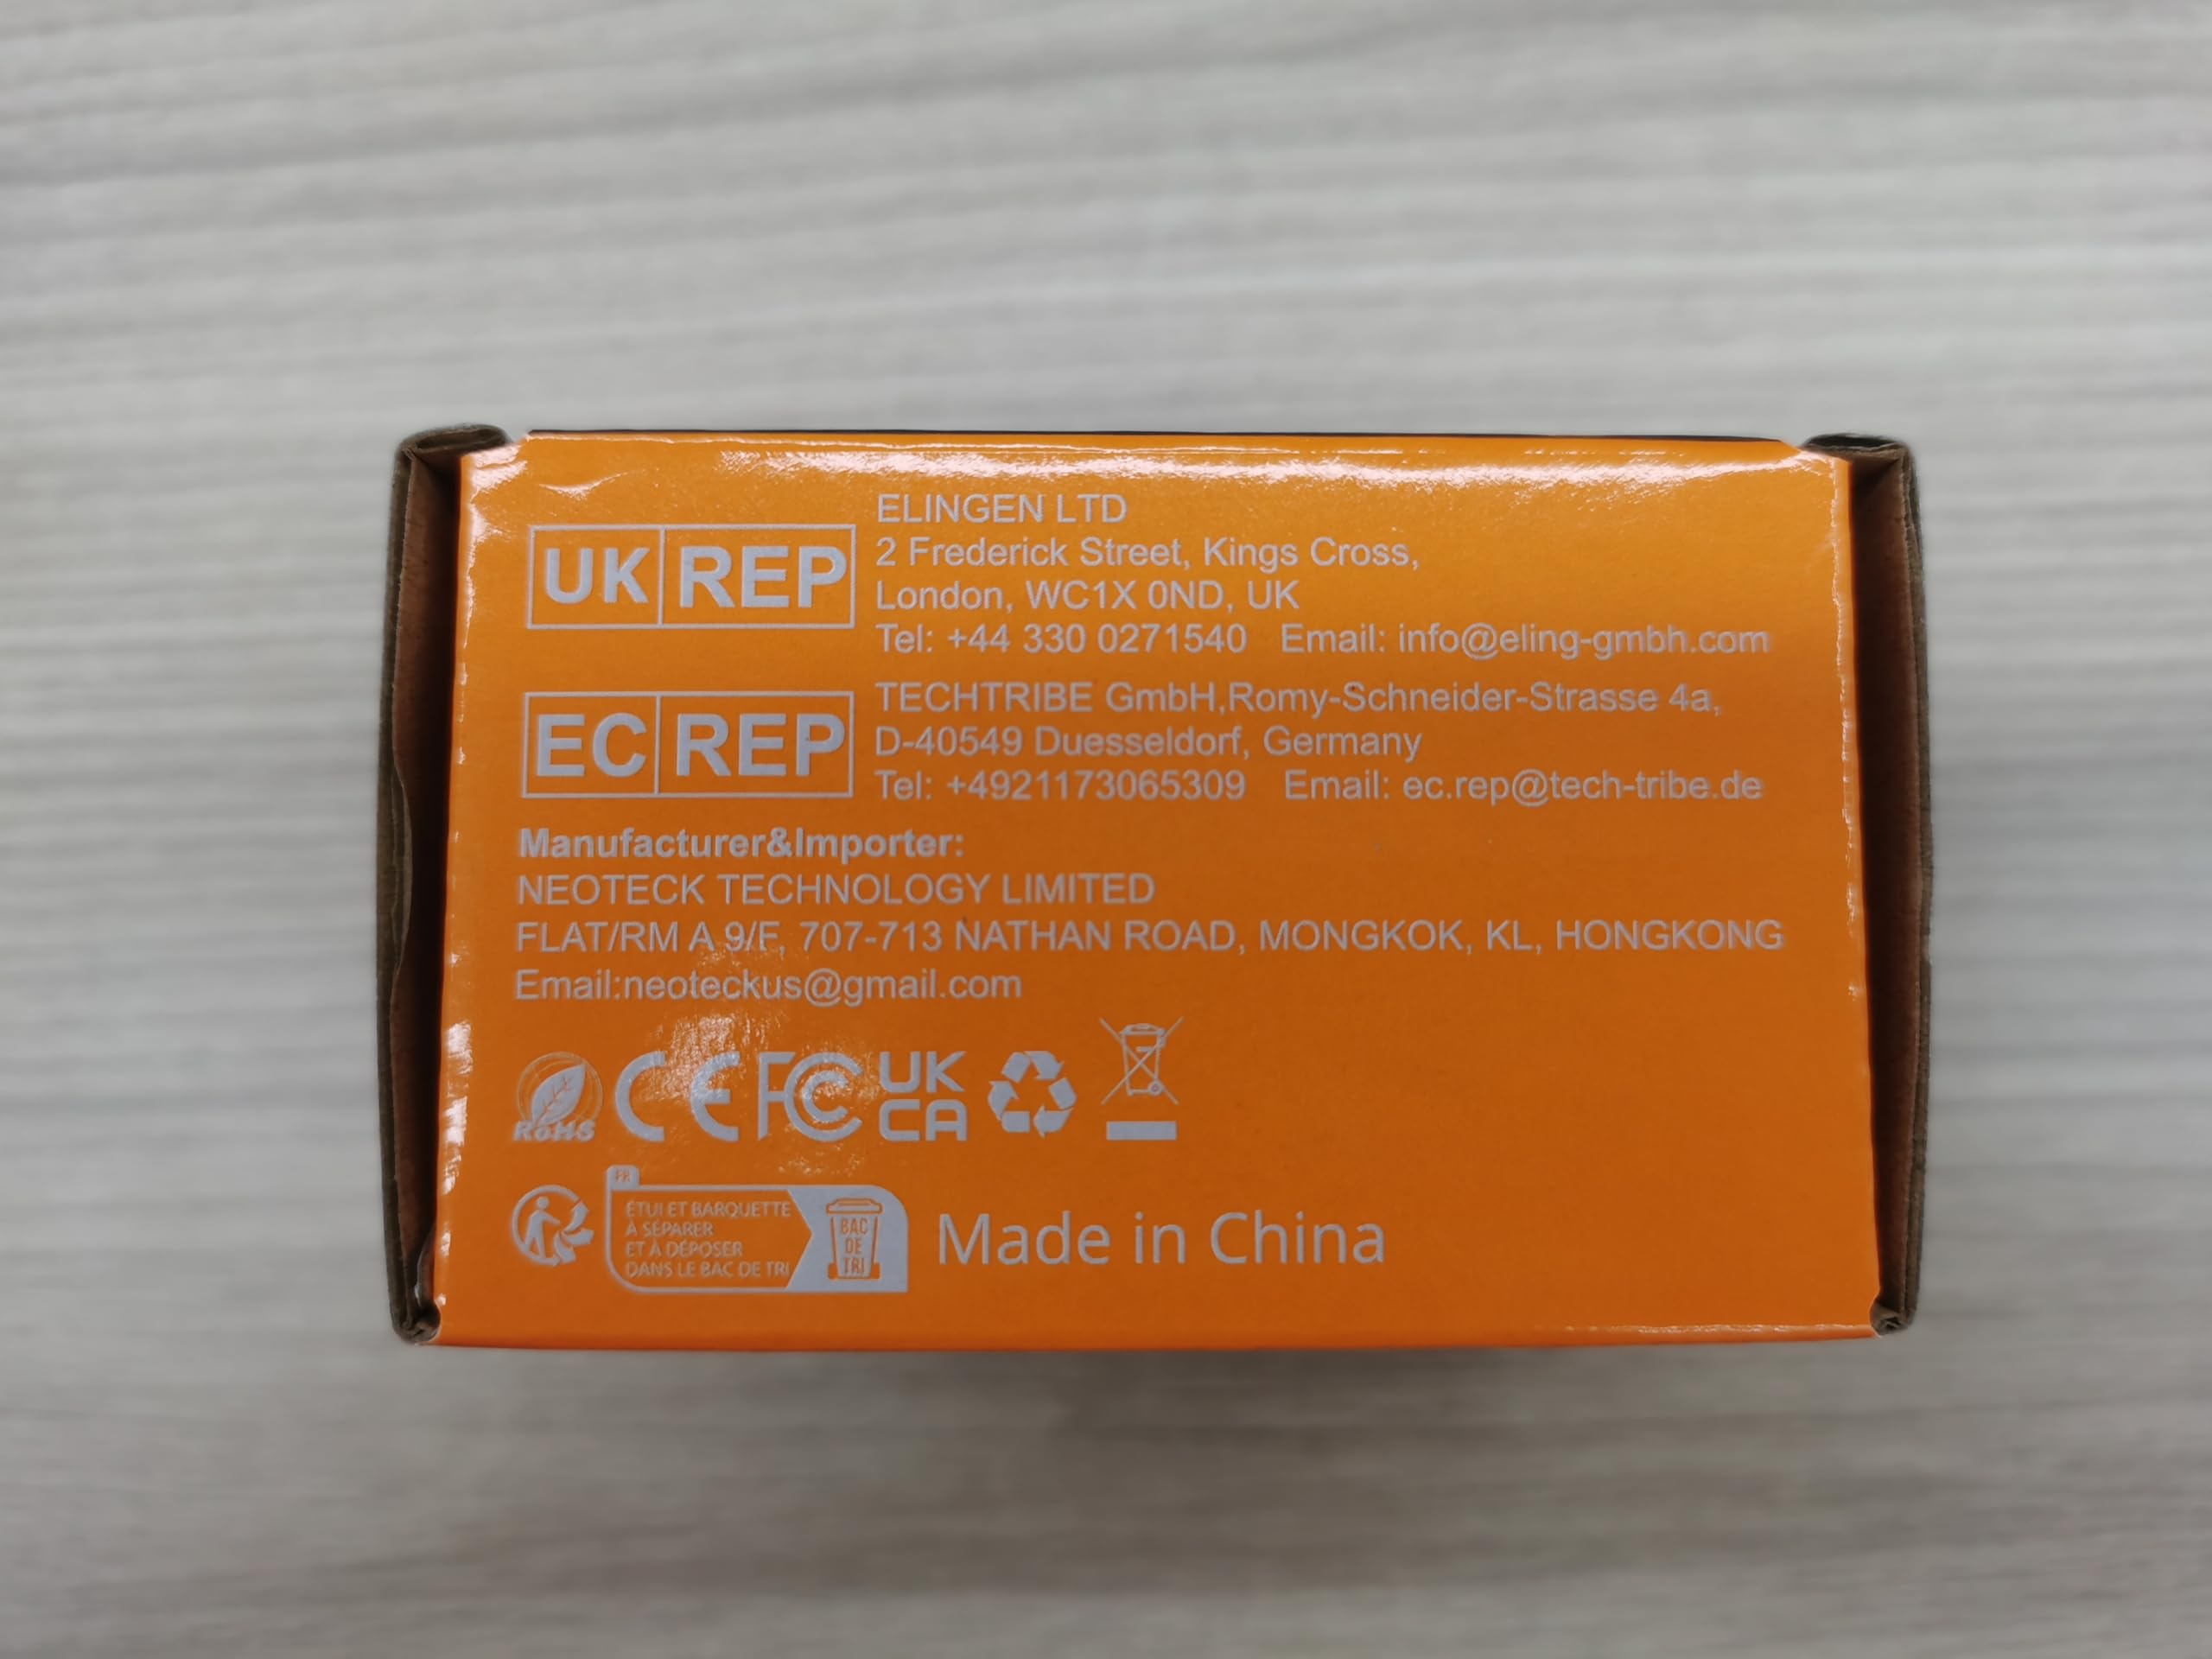 UK REP
ELINGEN LTD
2 Frederick Street, Kings Cross,
London, WC1X 0ND, UK
Tel: +44 330 0271540 Email: info@eling-gmbh.com
EC REP
TECHTRIBE GmbH,Romy-Schneider-Strasse 4a,
D-40549 Duesseldorf, Germany
Tel: +4921173065309 Email: ec.rep@tech-tribe.de
Manufacturer&Importer:
NEOTECK TECHNOLOGY LIMITED
FLAT/RM A 9/F, 707-713 NATHAN ROAD, MONGKOK, KL, HONGKONG
Email:neoteckus@gmail.com
RoHS CE FC UK
CA
FR
ÉTUI ET BARQUETTE
À SÉPARER
ET À DÉPOSER
DANS LE BAC DE TRI
BAC
DE
TRI
Made in China